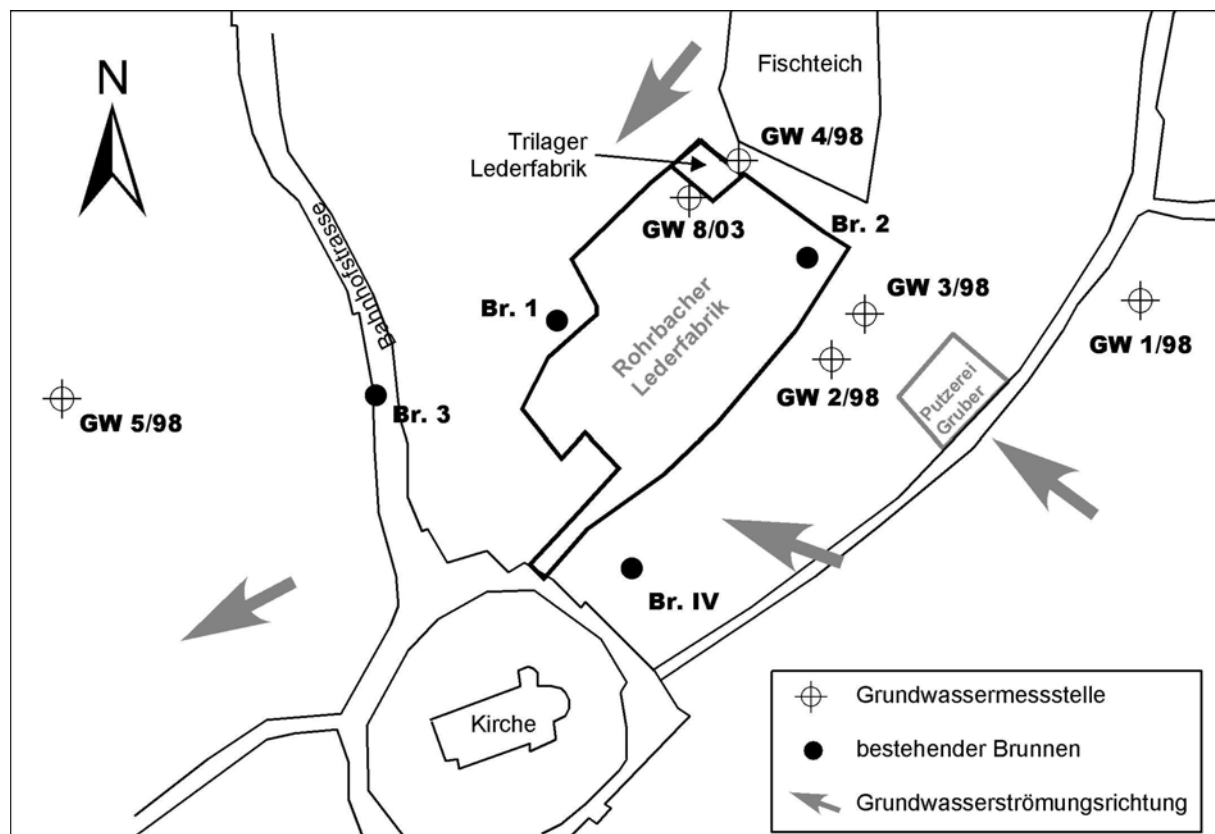 N
Fischteich
GW 4/98
Trilager
Lederfabrik
GW 8/03
Br. 2
Bahnhofstrasse
Br. 1
Rohrbacher
Lederfabrik
GW 3/98
GW 1/98
GW 2/98
Putzerei
Gruber
GW 5/98
Br. 3
Br. IV
Kirche
Grundwassermessstelle
bestehender Brunnen
Grundwasserströmungsrichtung